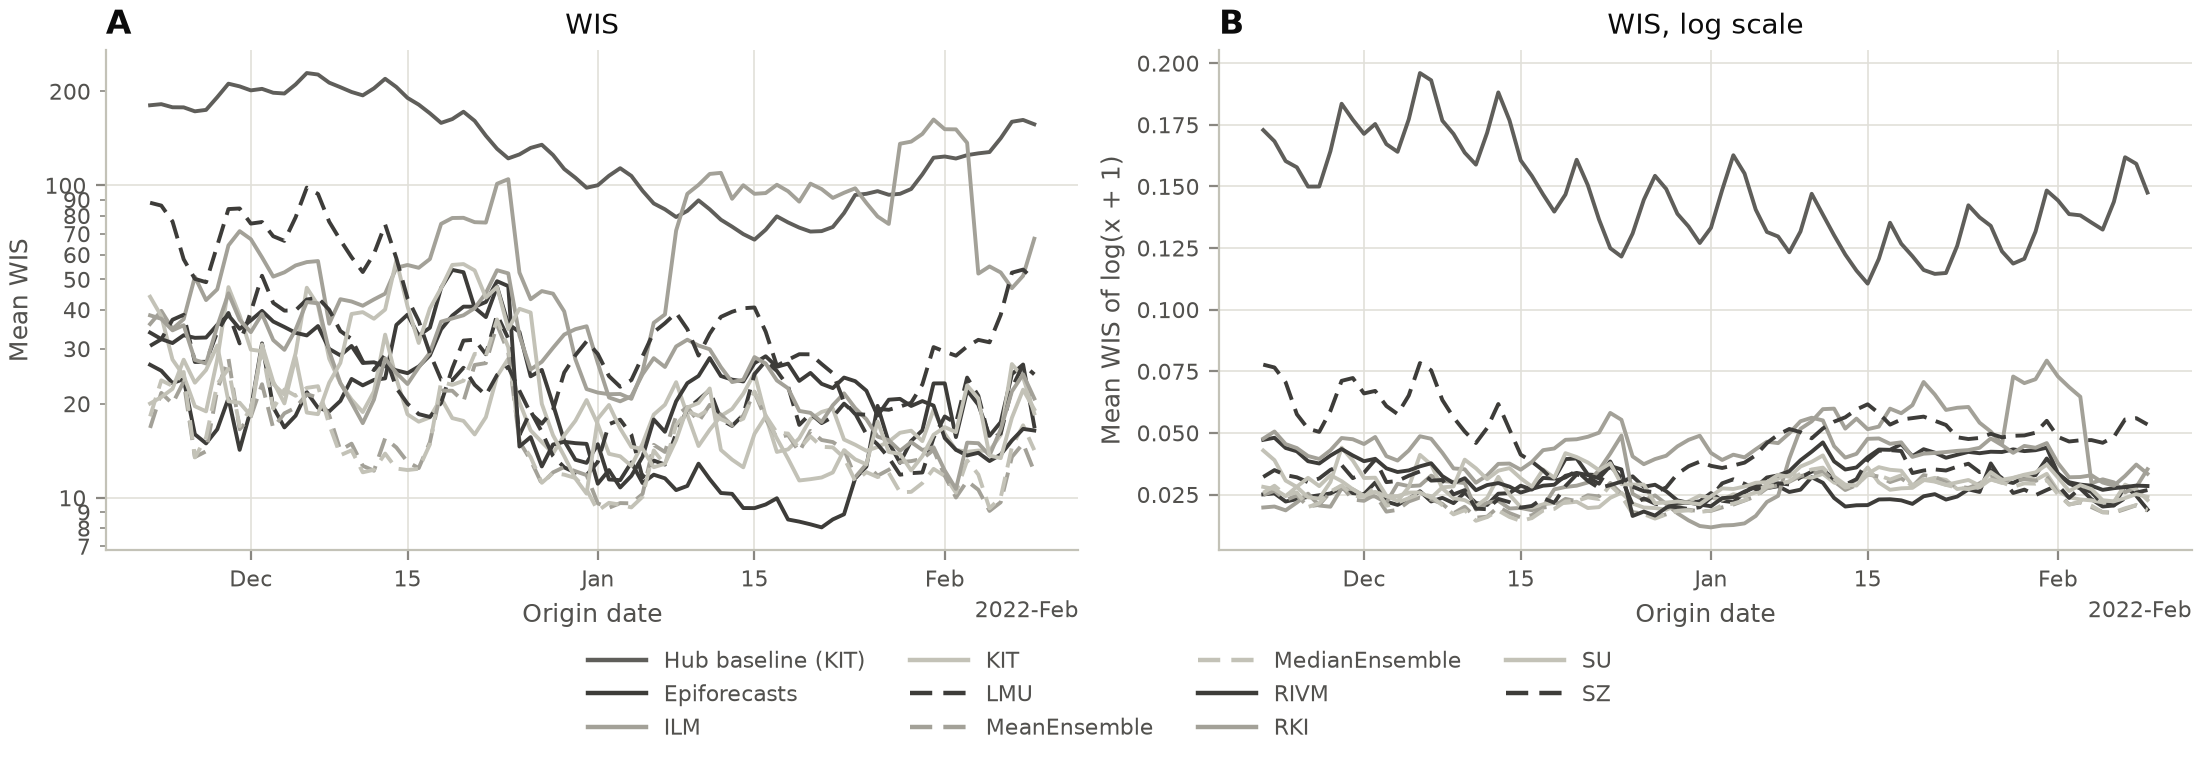 A
WIS
Mean WIS
200
100
90
80
70
60
50
40
30
20
10
9
8
7
Dec
15
Jan
15
Feb
Origin date
2022-Feb
B
WIS, log scale
Mean WIS of log(x + 1)
0.200
0.175
0.150
0.125
0.100
0.075
0.050
0.025
Dec
15
Jan
15
Feb
Origin date
2022-Feb
Hub baseline (KIT)
Epiforecasts
ILM
KIT
LMU
MeanEnsemble
MedianEnsemble
RIVM
RKI
SU
SZ